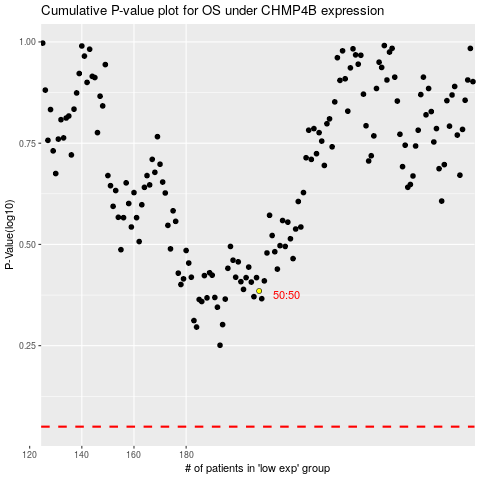 Cumulative P-value plot for OS under CHMP4B expression
P-Value(log10)
1.00
0.75
0.50
0.25
50:50
120 140 160 180
# of patients in 'low exp' group